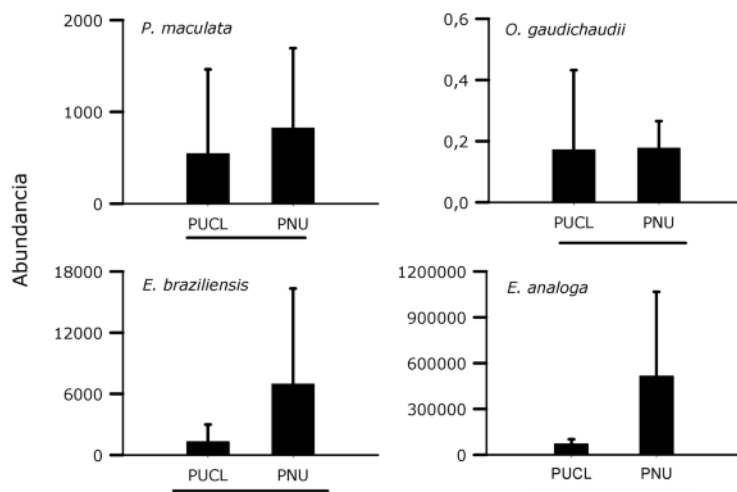 Abundancia
P. maculata
2000
1000
0
PUCL PNU
O. gaudichaudii
0,6
0,4
0,2
0,0
PUCL PNU
E. braziliensis
18000
12000
6000
0
PUCL PNU
E. analoga
1200000
900000
600000
300000
0
PUCL PNU